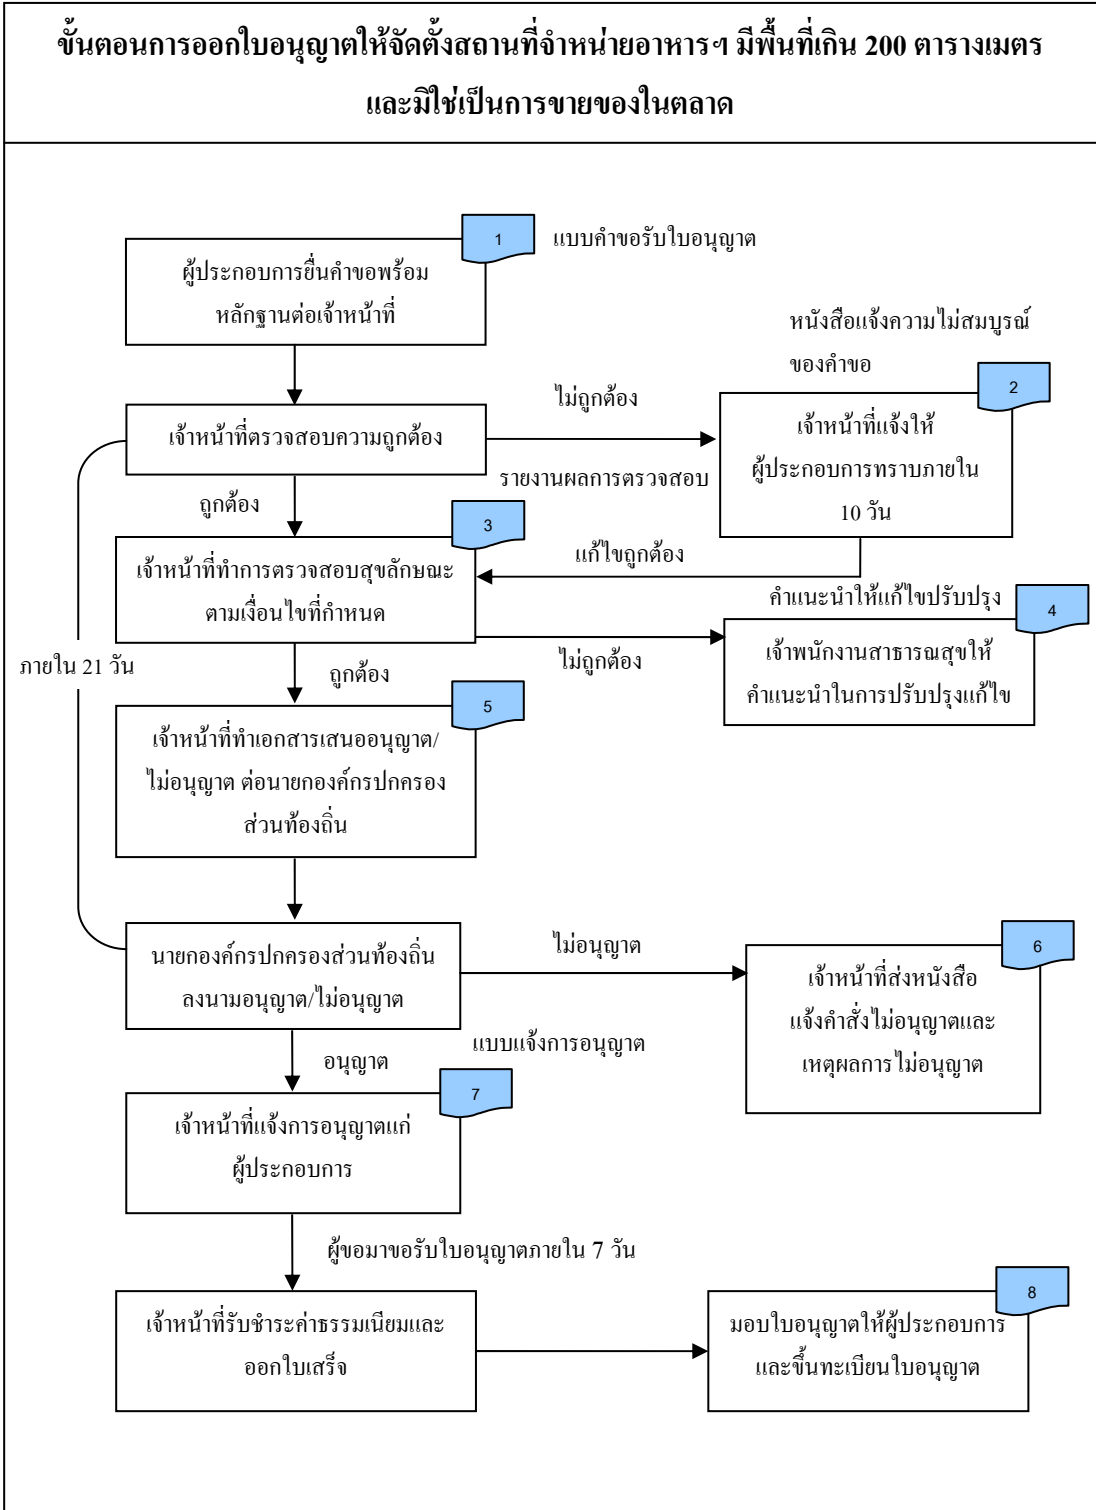 ขั้นตอนการออกใบอนุญาตให้จัดตั้งสถานที่จำหน่ายอาหารฯ มีพื้นที่เกิน 200 ตารางเมตร
และมิใช่เป็นการขายของในตลาด
1
แบบคำขอรับใบอนุญาต
ผู้ประกอบการยื่นคำขอพร้อม
หลักฐานต่อเจ้าหน้าที่
หนังสือแจ้งความไม่สมบูรณ์
ของคำขอ
2
ไม่ถูกต้อง
เจ้าหน้าที่ตรวจสอบความถูกต้อง
เจ้าหน้าที่แจ้งให้
ผู้ประกอบการทราบภายใน
10 วัน
รายงานผลการตรวจสอบ
ถูกต้อง
3
แก้ไขถูกต้อง
เจ้าหน้าที่ทำการตรวจสอบสุขลักษณะ
ตามเงื่อนไขที่กำหนด
คำแนะนำให้แก้ไขปรับปรุง
4
ภายใน 21 วัน
ไม่ถูกต้อง
เจ้าพนักงานสาธารณสุขให้
คำแนะนำในการปรับปรุงแก้ไข
ถูกต้อง
5
เจ้าหน้าที่ทำเอกสารเสนออนุญาต/
ไม่อนุญาต ต่อนายกองค์กรปกครอง
ส่วนท้องถิ่น
นายกองค์กรปกครองส่วนท้องถิ่น
ลงนามอนุญาต/ไม่อนุญาต
ไม่อนุญาต
6
เจ้าหน้าที่ส่งหนังสือ
แจ้งคำสั่งไม่อนุญาตและ
เหตุผลการไม่อนุญาต
อนุญาต
แบบแจ้งการอนุญาต
7
เจ้าหน้าที่แจ้งการอนุญาตแก่
ผู้ประกอบการ
ผู้ขอมาขอรับใบอนุญาตภายใน 7 วัน
เจ้าหน้าที่รับชำระค่าธรรมเนียมและ
ออกใบเสร็จ
8
มอบใบอนุญาตให้ผู้ประกอบการ
และขึ้นทะเบียนใบอนุญาต